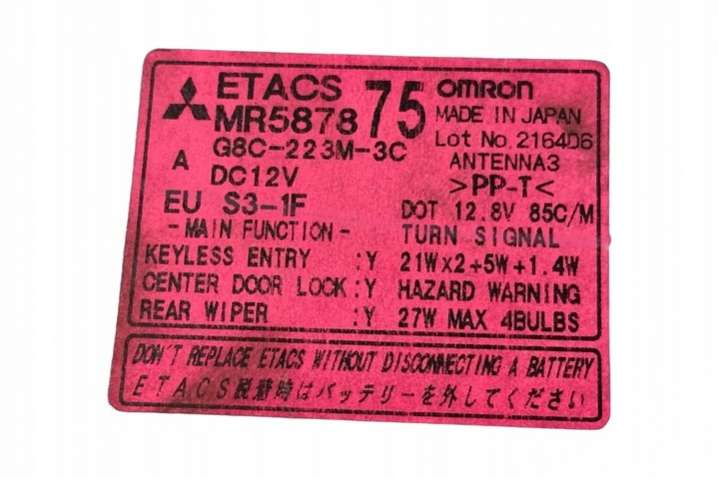 ETACS 75 OMRON
MR5878 MADE IN JAPAN
G8C-223M-3C Lot No.2164D6
A ANTENNA3
DC12V >PP-T<
EU S3-1F DOT 12.8V 85C/M
-MAIN FUNCTION- TURN SIGNAL
KEYLESS ENTRY :Y 21W×2+5W+1.4W
CENTER DOOR LOCK :Y HAZARD WARNING
REAR WIPER :Y 27W MAX 4BULBS
DON'T REPLACE ETACS WITHOUT DISCONNECTING A BATTERY
ETACS脱着時はバッテリーを外してください